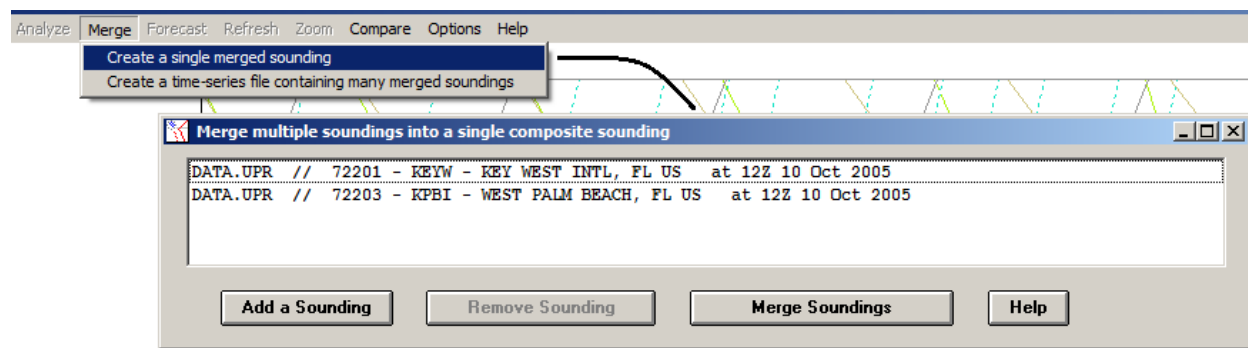 Analyze Merge Forecast Refresh Zoom Compare Options Help
Create a single merged sounding
Create a time-series file containing many merged soundings
Merge multiple soundings into a single composite sounding
DATA.UPR // 72201 - KEYW - KEY WEST INTL, FL US at 12Z 10 Oct 2005
DATA.UPR // 72203 - KPBI - WEST PALM BEACH, FL US at 12Z 10 Oct 2005
Add a Sounding Remove Sounding Merge Soundings Help